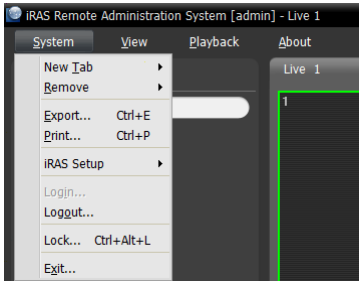 iRAS Remote Administration System [admin] - Live 1
System View Playback About
New Tab
Remove
Live 1
1
Export... Ctrl+E
Print... Ctrl+P
iRAS Setup
Login...
Logout...
Lock... Ctrl+Alt+L
Exit...